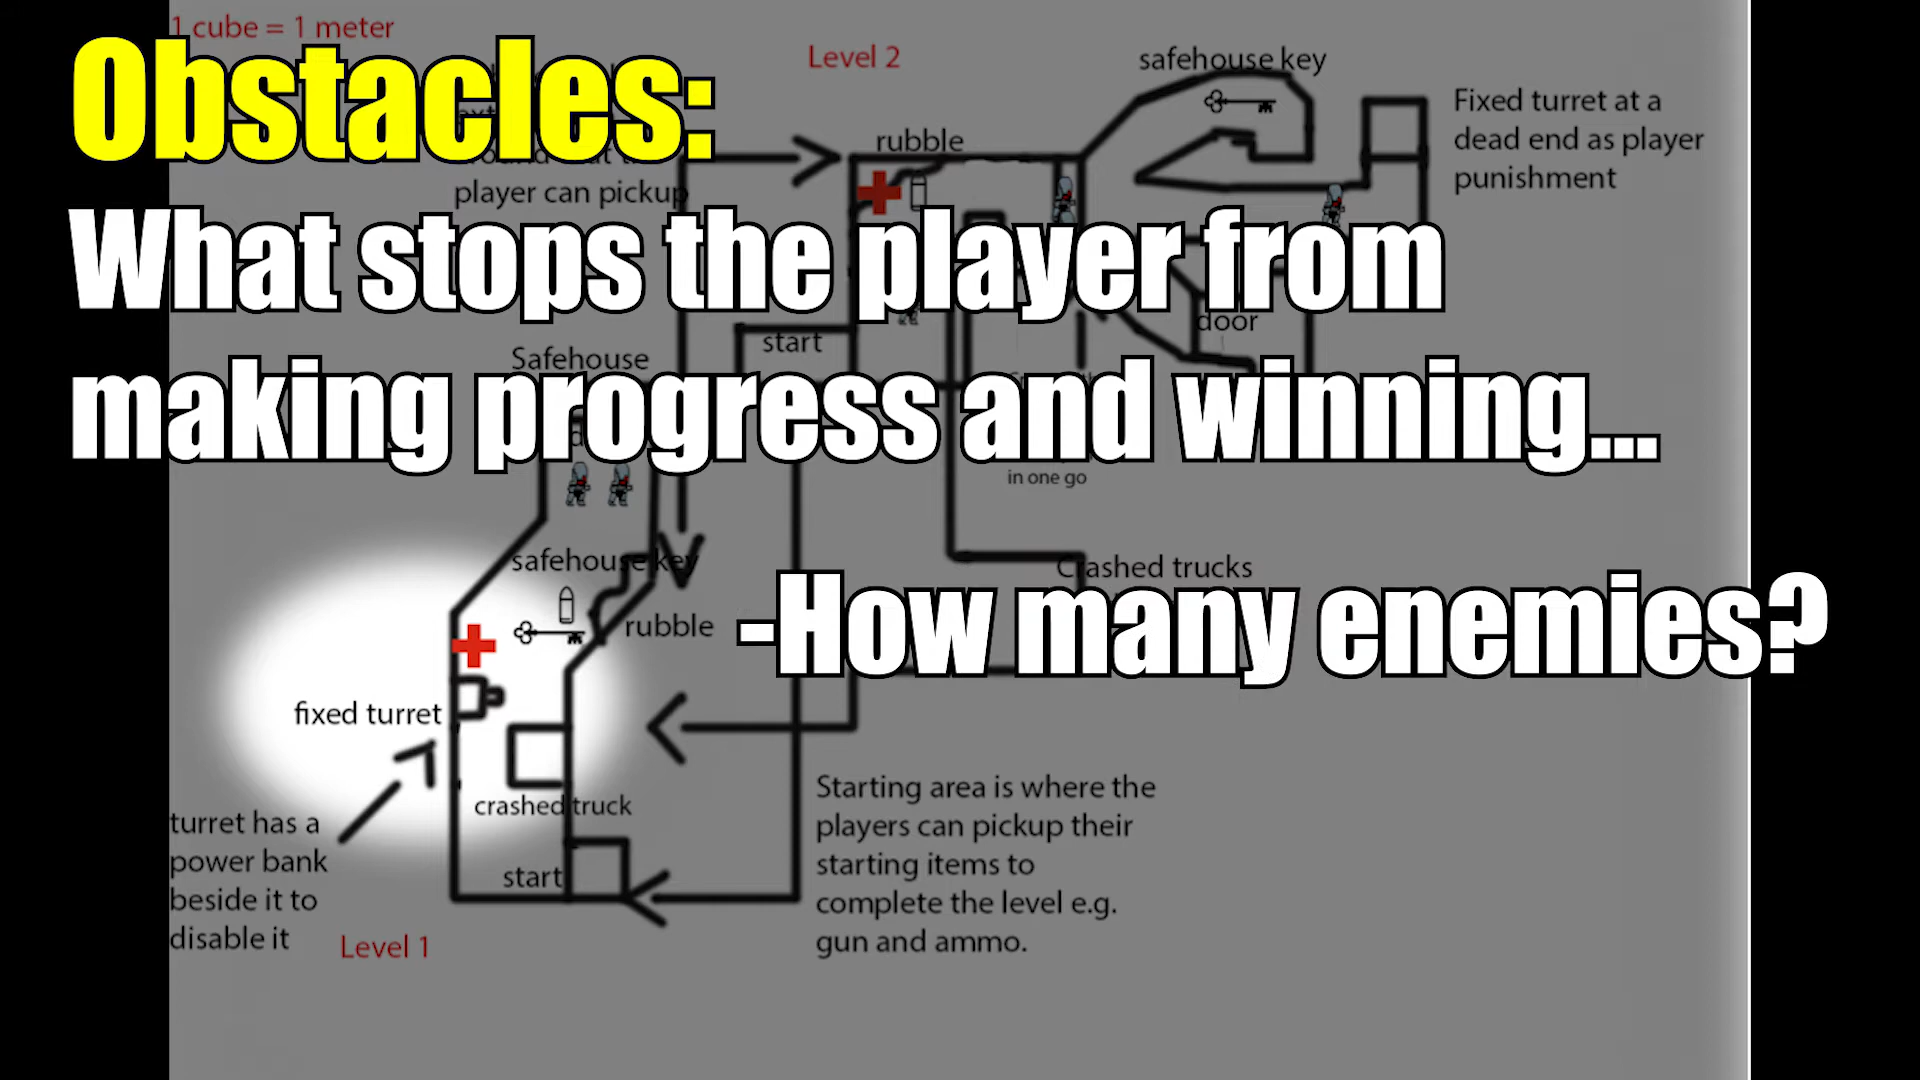 1 cube = 1 meter
Obstacles:
Level 2
safehouse key
Fixed turret at a
dead end as player
punishment
rubble
player can pickup
What stops the player from
door
start
Safehouse
making progress and winning...
in one go
safehouse key
Crashed trucks
rubble
-How many enemies?
fixed turret
crashed truck
Starting area is where the
players can pickup their
starting items to
complete the level e.g.
gun and ammo.
turret has a
power bank
beside it to
disable it
start
Level 1